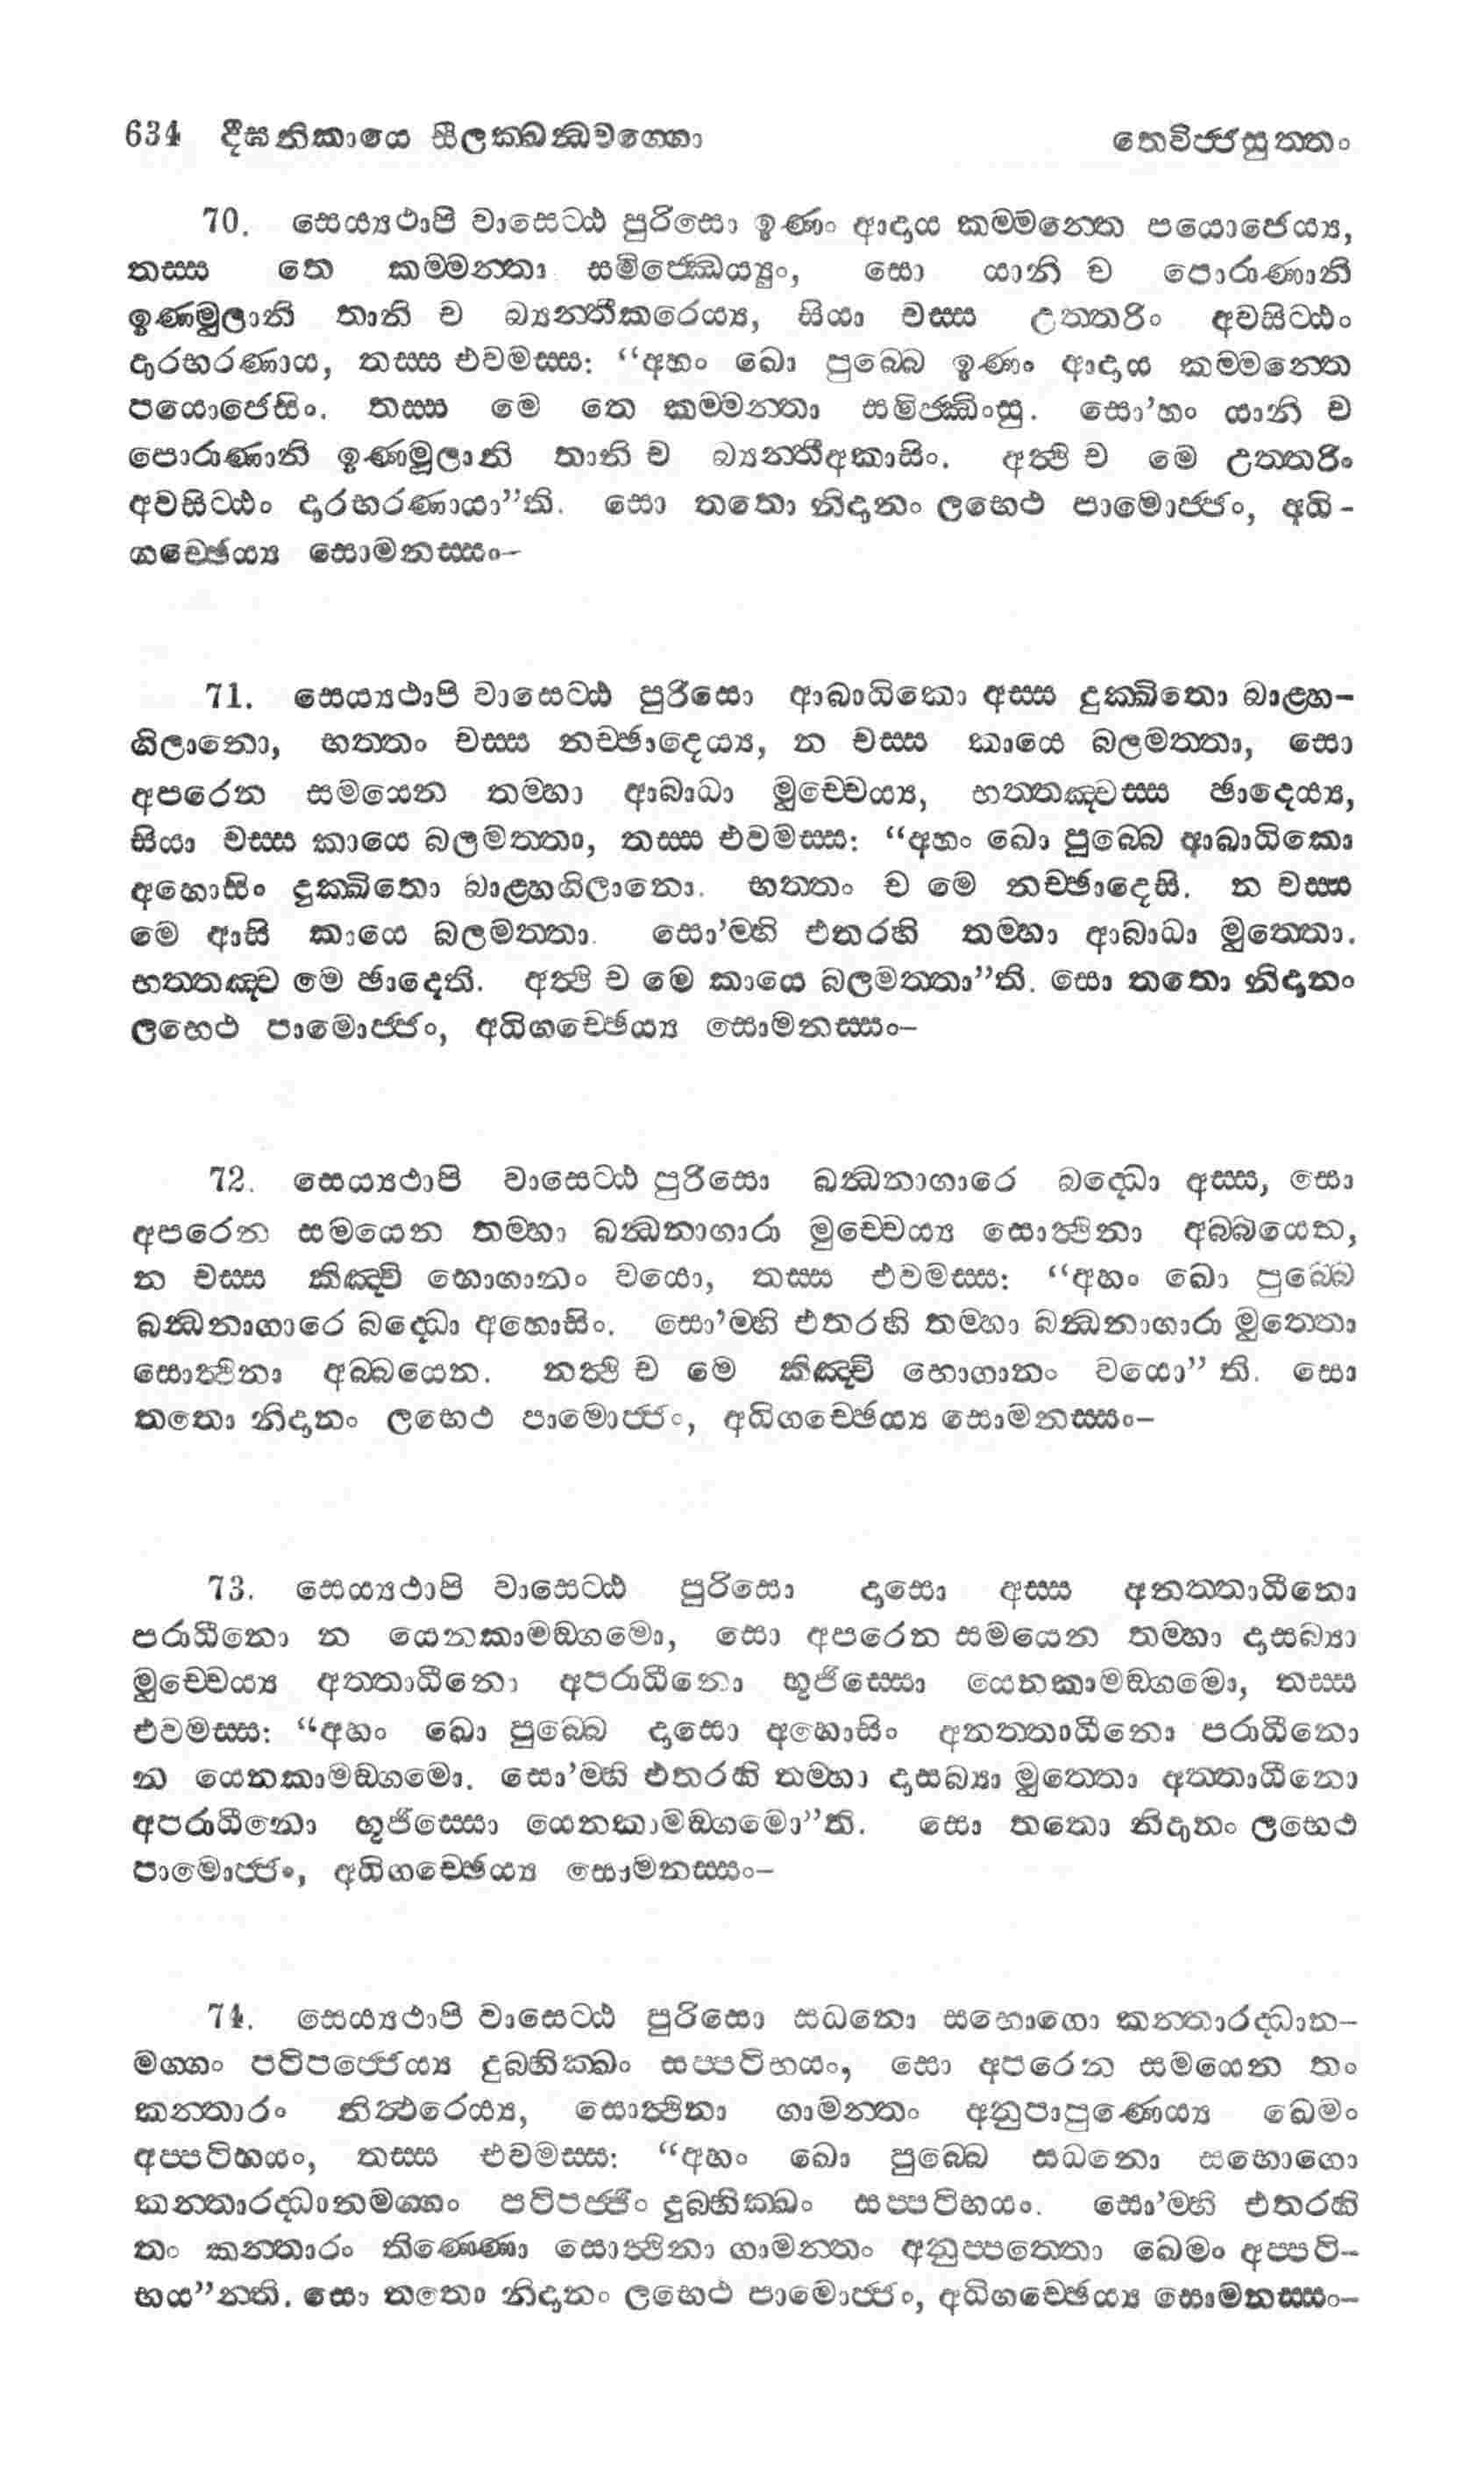 634 දීඝනිකායෙ සීලක්ඛන්ධවග්ගො තෙවිජ්ජසුත්තං
70. සෙය්‍යථාපි වාසෙට්ඨ පුරිසො ඉණං ආදාය කම්මන්තෙ පයොජෙය්‍ය,
තස්ස තෙ කම්මන්තා සමිජ්ඣෙය්‍යුං, සො යානි ච පොරාණානි
ඉණමූලානි තානි ච බ්‍යන්තීකරෙය්‍ය, සියා චස්ස උත්තරිං අවසිට්ඨං
දාරභරණාය, තස්ස එවමස්ස: “අහං ඛො පුබ්බෙ ඉණං ආදාය කම්මන්තෙ
පයොජෙසිං. තස්ස මෙ තෙ කම්මන්තා සමිජ්ඣිංසු. සො’හං යානි ච
පොරාණානි ඉණමූලානි තානි ච බ්‍යන්තීඅකාසිං. අත්ථි ච මෙ උත්තරිං
අවසිට්ඨං දාරභරණායා”ති. සො තතො නිදානං ලභෙථ පාමොජ්ජං, අධි-
ගච්ඡෙය්‍ය සොමනස්සං–
71. සෙය්‍යථාපි වාසෙට්ඨ පුරිසො ආබාධිකො අස්ස දුක්ඛිතො බාළ්හ-
ගිලානො, භත්තං චස්ස නච්ඡාදෙය්‍ය, න චස්ස කායෙ බලමත්තා, සො
අපරෙන සමයෙන තම්හා ආබාධා මුච්චෙය්‍ය, භත්තඤ්චස්ස ඡාදෙය්‍ය,
සියා චස්ස කායෙ බලමත්තා, තස්ස එවමස්ස: “අහං ඛො පුබ්බෙ ආබාධිකො
අහොසිං දුක්ඛිතො බාළ්හගිලානො. භත්තං ච මෙ නච්ඡාදෙසි. න චස්ස
මෙ ආසි කායෙ බලමත්තා. සො’ම්හි එතරහි තම්හා ආබාධා මුත්තො.
භත්තඤ්ච මෙ ඡාදෙති. අත්ථි ච මෙ කායෙ බලමත්තා”ති. සො තතො නිදානං
ලභෙථ පාමොජ්ජං, අධිගච්ඡෙය්‍ය සොමනස්සං–
72. සෙය්‍යථාපි වාසෙට්ඨ පුරිසො බන්ධනාගාරෙ බද්ධො අස්ස, සො
අපරෙන සමයෙන තම්හා බන්ධනාගාරා මුච්චෙය්‍ය සොත්ථිනා අබ්බයෙන,
න චස්ස කිඤ්චි භොගානං වයො, තස්ස එවමස්ස: “අහං ඛො පුබ්බෙ
බන්ධනාගාරෙ බද්ධො අහොසිං. සො’ම්හි එතරහි තම්හා බන්ධනාගාරා මුත්තො
සොත්ථිනා අබ්බයෙන. නත්ථි ච මෙ කිඤ්චි භොගානං වයො” ති. සො
තතො නිදානං ලභෙථ පාමොජ්ජං, අධිගච්ඡෙය්‍ය සොමනස්සං–
73. සෙය්‍යථාපි වාසෙට්ඨ පුරිසො දාසො අස්ස අනත්තාධීනො
පරාධීනො න යෙනකාමඞ්ගමො, සො අපරෙන සමයෙන තම්හා දාසබ්‍යා
මුච්චෙය්‍ය අත්තාධීනො අපරාධීනො භුජිස්සො යෙනකාමඞ්ගමො, තස්ස
එවමස්ස: “අහං ඛො පුබ්බෙ දාසො අහොසිං අනත්තාධීනො පරාධීනො
න යෙනකාමඞ්ගමො. සො’ම්හි එතරහි තම්හා දාසබ්‍යා මුත්තො අත්තාධීනො
අපරාධීනො භුජිස්සො යෙනකාමඞ්ගමො”ති. සො තතො නිදානං ලභෙථ
පාමොජ්ජං, අධිගච්ඡෙය්‍ය සොමනස්සං–
74. සෙය්‍යථාපි වාසෙට්ඨ පුරිසො සධනො සභොගො කන්තාරද්ධාන-
මග්ගං පටිපජ්ජෙය්‍ය දුබ්භික්ඛං සප්පටිභයං, සො අපරෙන සමයෙන තං
කන්තාරං නිත්ථරෙය්‍ය, සොත්ථිනා ගාමන්තං අනුපාපුණෙය්‍ය ඛෙමං
අප්පටිභයං, තස්ස එවමස්ස: “අහං ඛො පුබ්බෙ සධනො සභොගො
කන්තාරද්ධානමග්ගං පටිපජ්ජිං දුබ්භික්ඛං සප්පටිභයං. සො’ම්හි එතරහි
තං කන්තාරං තිණ්ණො සොත්ථිනා ගාමන්තං අනුප්පත්තො ඛෙමං අප්පටි-
භය”න්ති. සො තතො නිදානං ලභෙථ පාමොජ්ජං, අධිගච්ඡෙය්‍ය සොමනස්සං–